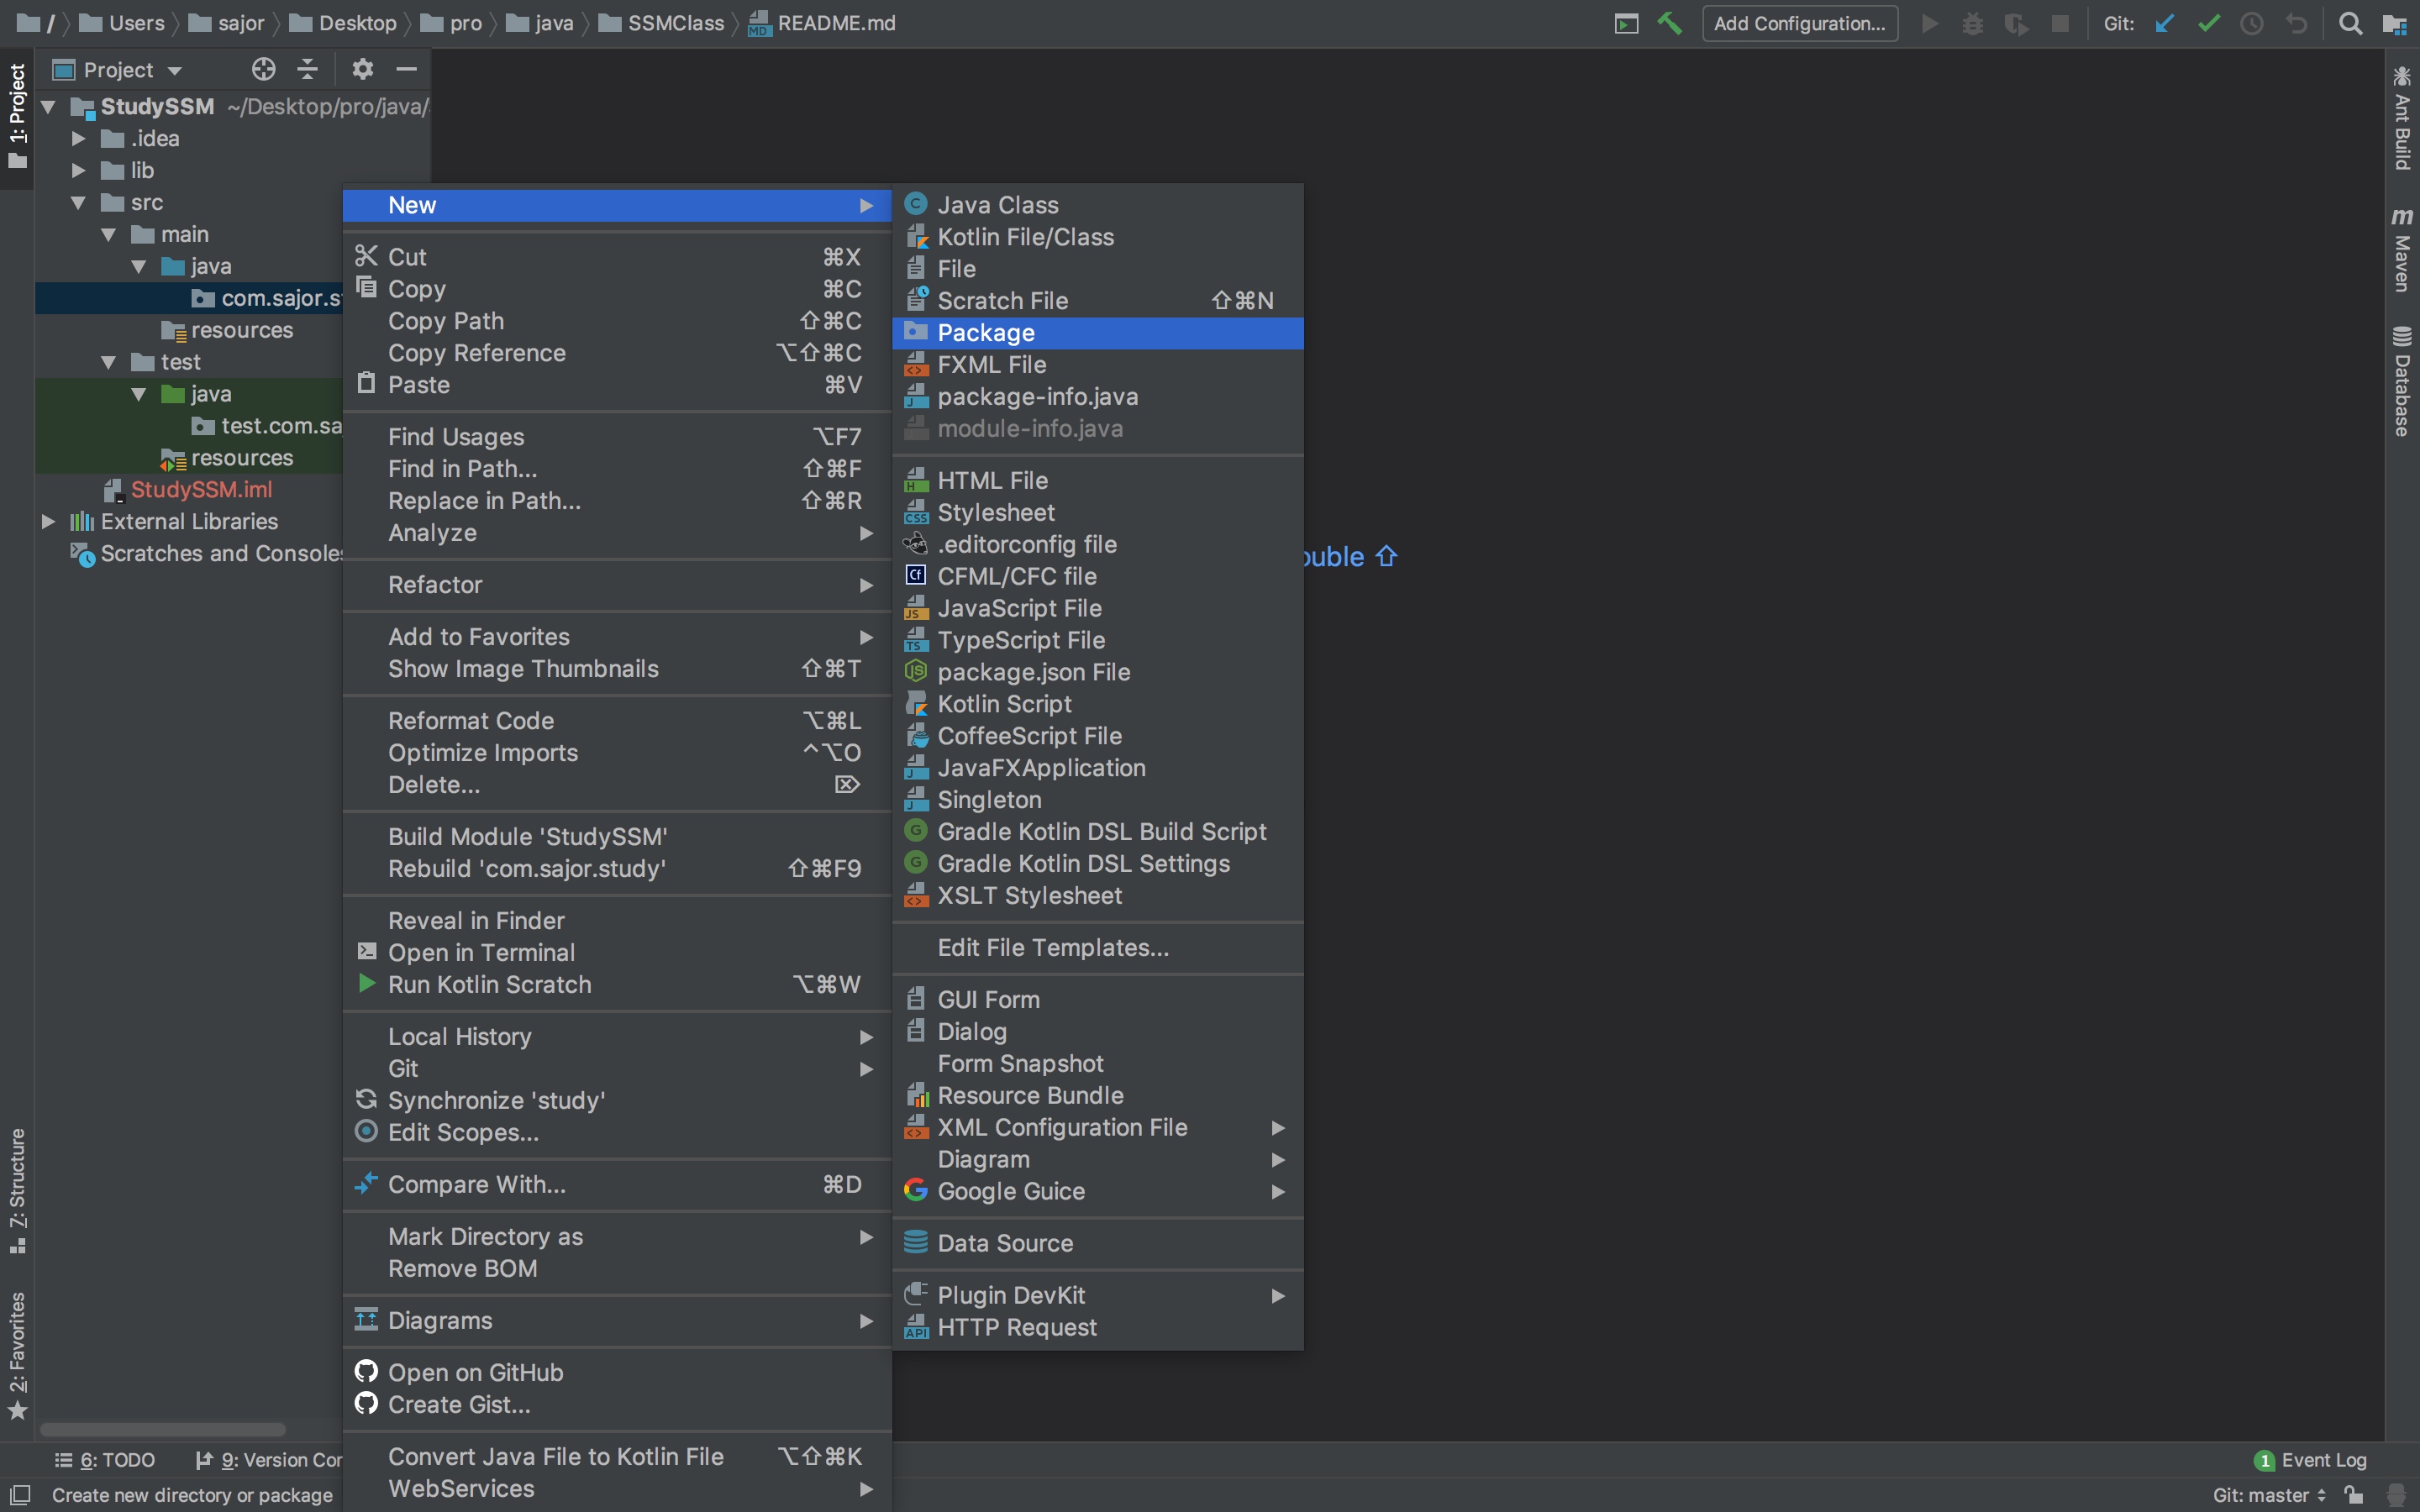 / Users sajor Desktop pro java SSMClass README.md Add Configuration... Git:
1: Project
Project
StudySSM ~/Desktop/pro/java/
.idea
lib
src
main
java
com.sajor.s
resources
test
java
test.com.sa
resources
StudySSM.iml
External Libraries
Scratches and Consoles
New
Cut ⌘X
Copy ⌘C
Copy Path ⇧⌘C
Copy Reference ⌥⇧⌘C
Paste ⌘V
Find Usages ⌥F7
Find in Path... ⇧⌘F
Replace in Path... ⇧⌘R
Analyze
Refactor
Add to Favorites
Show Image Thumbnails ⇧⌘T
Reformat Code ⌥⌘L
Optimize Imports ^⌥O
Delete... ⌦
Build Module 'StudySSM'
Rebuild 'com.sajor.study' ⇧⌘F9
Reveal in Finder
Open in Terminal
Run Kotlin Scratch ⌥⌘W
Local History
Git
Synchronize 'study'
Edit Scopes...
Compare With... ⌘D
Mark Directory as
Remove BOM
Diagrams
Open on GitHub
Create Gist...
Convert Java File to Kotlin File ⌥⇧⌘K
WebServices
Java Class
Kotlin File/Class
File
Scratch File ⇧⌘N
Package
FXML File
package-info.java
module-info.java
HTML File
Stylesheet
.editorconfig file
CFML/CFC file
JavaScript File
TypeScript File
package.json File
Kotlin Script
CoffeeScript File
JavaFXApplication
Singleton
Gradle Kotlin DSL Build Script
Gradle Kotlin DSL Settings
XSLT Stylesheet
Edit File Templates...
GUI Form
Dialog
Form Snapshot
Resource Bundle
XML Configuration File
Diagram
Google Guice
Data Source
Plugin DevKit
HTTP Request
ouble ⇧
Ant Build
Maven
Database
7: Structure
2: Favorites
6: TODO 9: Version Cor
1 Event Log
Create new directory or package
Git: master